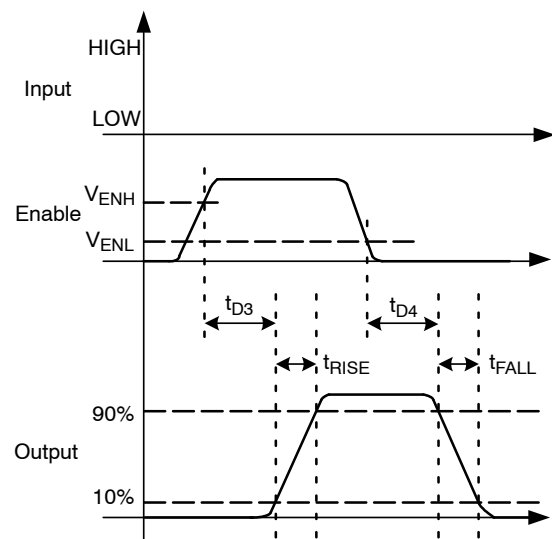 HIGH
Input
LOW
VENH
Enable
VENL
tD3
tD4
tRISE
tFALL
90%
Output
10%